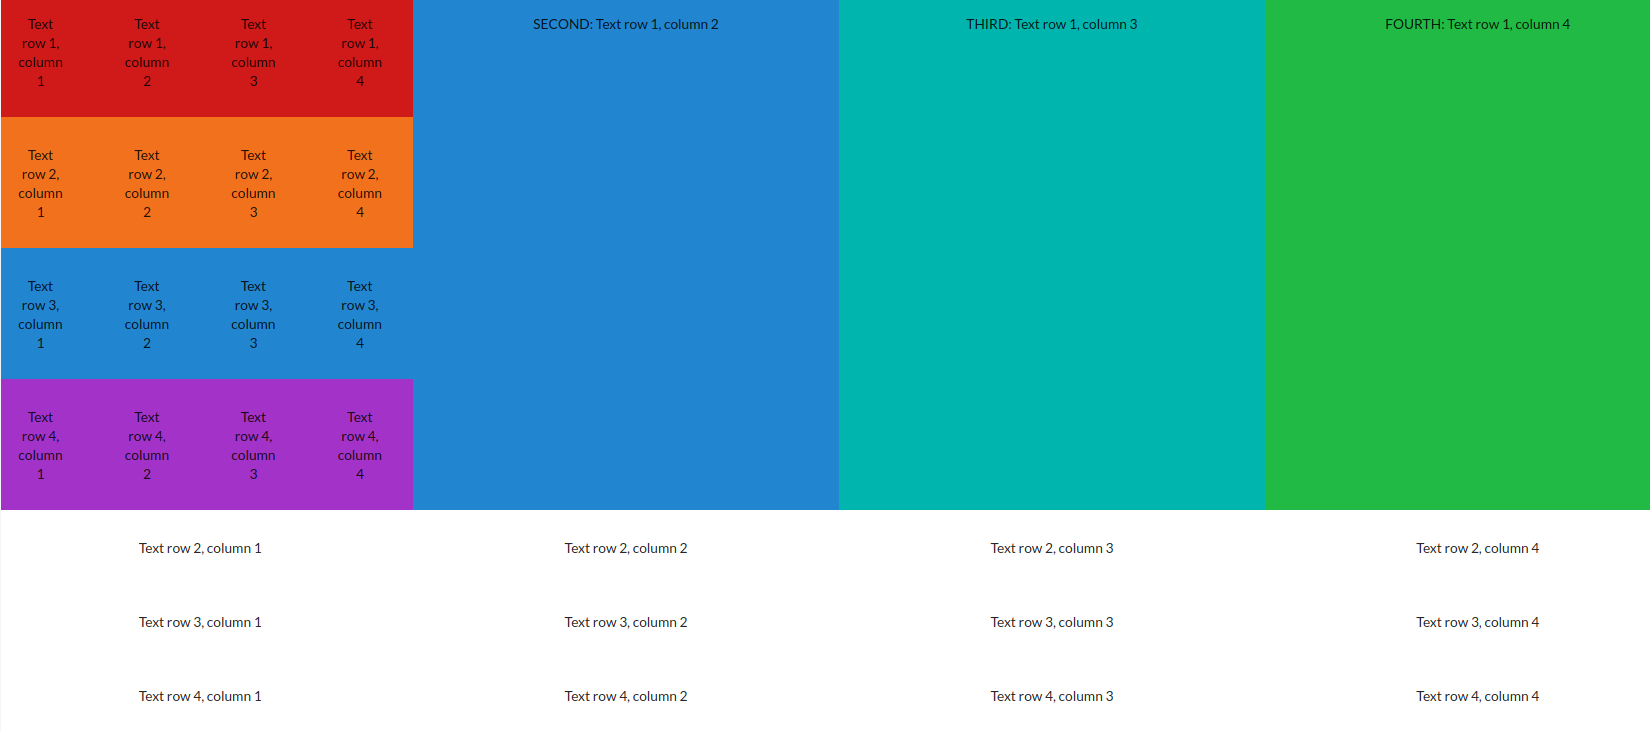 Text
row 1,
column
1
Text
row 1,
column
2
Text
row 1,
column
3
Text
row 1,
column
4
SECOND: Text row 1, column 2
THIRD: Text row 1, column 3
FOURTH: Text row 1, column 4
Text
row 2,
column
1
Text
row 2,
column
2
Text
row 2,
column
3
Text
row 2,
column
4
Text
row 3,
column
1
Text
row 3,
column
2
Text
row 3,
column
3
Text
row 3,
column
4
Text
row 4,
column
1
Text
row 4,
column
2
Text
row 4,
column
3
Text
row 4,
column
4
Text row 2, column 1
Text row 2, column 2
Text row 2, column 3
Text row 2, column 4
Text row 3, column 1
Text row 3, column 2
Text row 3, column 3
Text row 3, column 4
Text row 4, column 1
Text row 4, column 2
Text row 4, column 3
Text row 4, column 4